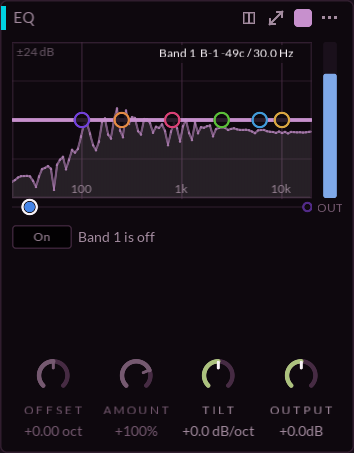 EQ
±24 dB
Band 1 B-1 -49c / 30.0 Hz
100 1k 10k
OUT
On Band 1 is off
OFFSET AMOUNT TILT OUTPUT
+0.00 oct +100% +0.0 dB/oct +0.0dB